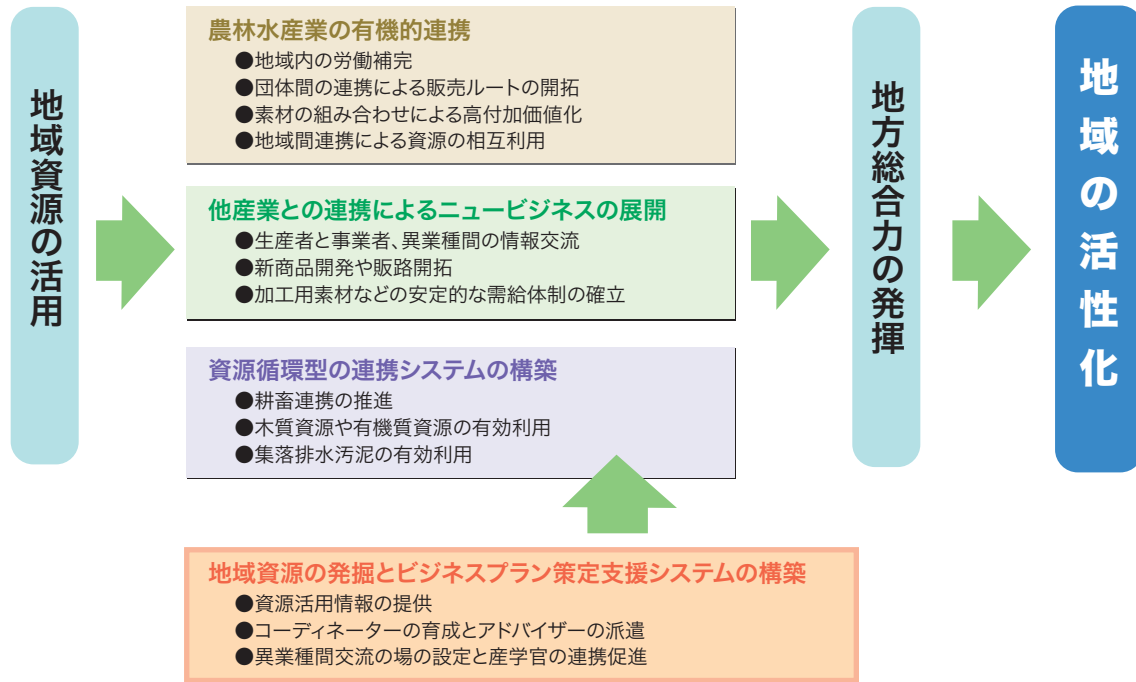 地域資源の活用
農林水産業の有機的連携
●地域内の労働補完
●団体間の連携による販売ルートの開拓
●素材の組み合わせによる高付加価値化
●地域間連携による資源の相互利用
他産業との連携によるニュービジネスの展開
●生産者と事業者、異業種間の情報交流
●新商品開発や販路開拓
●加工用素材などの安定的な需給体制の確立
資源循環型の連携システムの構築
●耕畜連携の推進
●木質資源や有機質資源の有効利用
●集落排水汚泥の有効利用
地域資源の発掘とビジネスプラン策定支援システムの構築
●資源活用情報の提供
●コーディネーターの育成とアドバイザーの派遣
●異業種間交流の場の設定と産学官の連携促進
地方総合力の発揮
地域の活性化